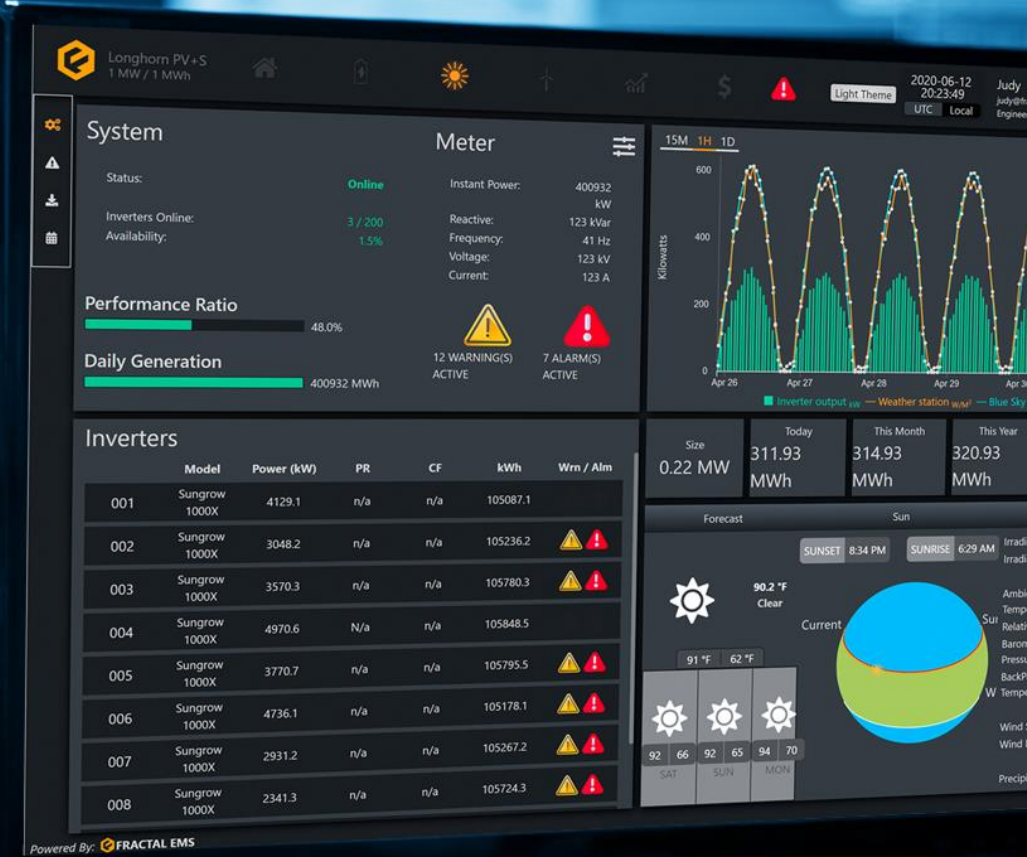 Longhorn PV+S
1 MW / 1 MWh
Light Theme
2020-06-12
20:23:49
UTC Local
Judy
Engineer
System
Status: Online
Inverters Online: 3 / 200
Availability: 1.5%
Performance Ratio
48.0%
Daily Generation
400932 MWh
Meter
Instant Power: 400932
kW
Reactive: 123 kVar
Frequency: 41 Hz
Voltage: 123 kV
Current: 123 A
12 WARNING(S)
ACTIVE
7 ALARM(S)
ACTIVE
15M 1H 1D
Kilowatts
600
400
200
0
Apr 26 Apr 27 Apr 28 Apr 29 Apr 30
Inverter output kW Weather station W/M² Blue Sky
Inverters
Model Power (kW) PR CF kWh Wrn / Alm
001 Sungrow 1000X 4129.1 n/a n/a 105087.1
002 Sungrow 1000X 3048.2 n/a n/a 105236.2
003 Sungrow 1000X 3570.3 n/a n/a 105780.3
004 Sungrow 1000X 4970.6 N/a n/a 105848.5
005 Sungrow 1000X 3770.7 n/a n/a 105795.5
006 Sungrow 1000X 4736.1 n/a n/a 105178.1
007 Sungrow 1000X 2931.2 n/a n/a 105267.2
008 Sungrow 1000X 2341.3 n/a n/a 105724.3
Size
0.22 MW
Today
311.93
MWh
This Month
314.93
MWh
This Year
320.93
MWh
Forecast
90.2 °F
Clear
91 °F 62 °F
92 66
SAT
92 65
SUN
94 70
MON
Sun
SUNSET 8:34 PM
SUNRISE 6:29 AM
Current
W
Wind
Wind
Powered By: FRACTAL EMS